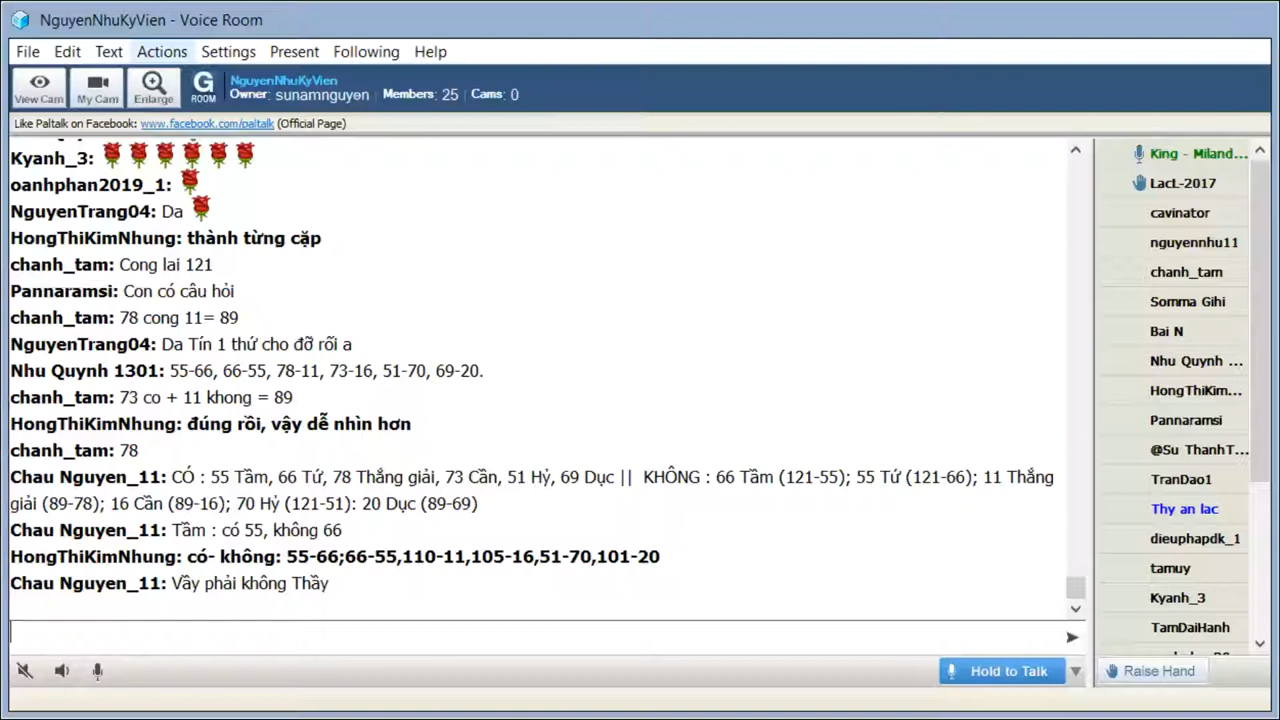 NguyenNhuKyVien - Voice Room
File Edit Text Actions Settings Present Following Help
View Cam My Cam Enlarge G ROOM NguyenNhuKyVien
Owner: sunamnguyen Members: 25 Cams: 0
Like Paltalk on Facebook: www.facebook.com/paltalk (Official Page)
Kyanh_3:
oanhphan2019_1:
NguyenTrang04: Da
HongThiKimNhung: thành từng cặp
chanh_tam: Cong lai 121
Pannaramsi: Con có câu hỏi
chanh_tam: 78 cong 11= 89
NguyenTrang04: Da Tín 1 thứ cho đỡ rối a
Nhu Quynh 1301: 55-66, 66-55, 78-11, 73-16, 51-70, 69-20.
chanh_tam: 73 co + 11 khong = 89
HongThiKimNhung: đúng rồi, vậy dễ nhìn hơn
chanh_tam: 78
Chau Nguyen_11: CÓ : 55 Tầm, 66 Tứ, 78 Thắng giải, 73 Cần, 51 Hỷ, 69 Dục || KHÔNG : 66 Tầm (121-55); 55 Tứ (121-66); 11 Thắng
giải (89-78); 16 Cần (89-16); 70 Hỷ (121-51): 20 Dục (89-69)
Chau Nguyen_11: Tầm : có 55, không 66
HongThiKimNhung: có- không: 55-66;66-55,110-11,105-16,51-70,101-20
Chau Nguyen_11: Vầy phải không Thầy
King - Miland...
LacL-2017
cavinator
nguyennhu11
chanh_tam
Somma Gihi
Bai N
Nhu Quynh ...
HongThiKim...
Pannaramsi
@Su ThanhT...
TranDao1
Thy an lac
dieuphapdk_1
tamuy
Kyanh_3
TamDaiHanh
Hold to Talk
Raise Hand